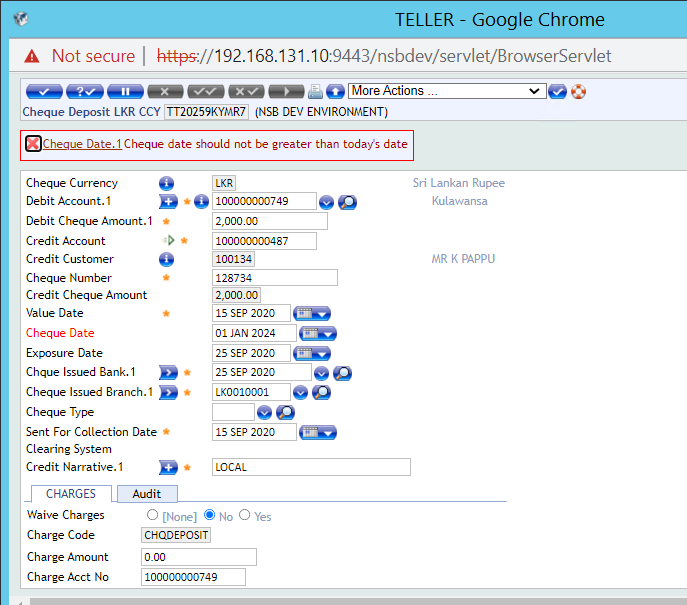 TELLER - Google Chrome
Not secure | https://192.168.131.10:9443/nsbdev/servlet/BrowserServlet
More Actions ...
Cheque Deposit LKR CCY TT20259KYMR7 (NSB DEV ENVIRONMENT)
Cheque Date.1 Cheque date should not be greater than today's date
Cheque Currency LKR Sri Lankan Rupee
Debit Account.1 100000000749 Kulawansa
Debit Cheque Amount.1 2,000.00
Credit Account 100000000487
Credit Customer 100134 MR K PAPPU
Cheque Number 128734
Credit Cheque Amount 2,000.00
Value Date 15 SEP 2020
Cheque Date 01 JAN 2024
Exposure Date 25 SEP 2020
Chque Issued Bank.1 25 SEP 2020
Cheque Issued Branch.1 LK0010001
Cheque Type
Sent For Collection Date 15 SEP 2020
Clearing System
Credit Narrative.1 LOCAL
CHARGES Audit
Waive Charges [None] No Yes
Charge Code CHQDEPOSIT
Charge Amount 0.00
Charge Acct No 100000000749